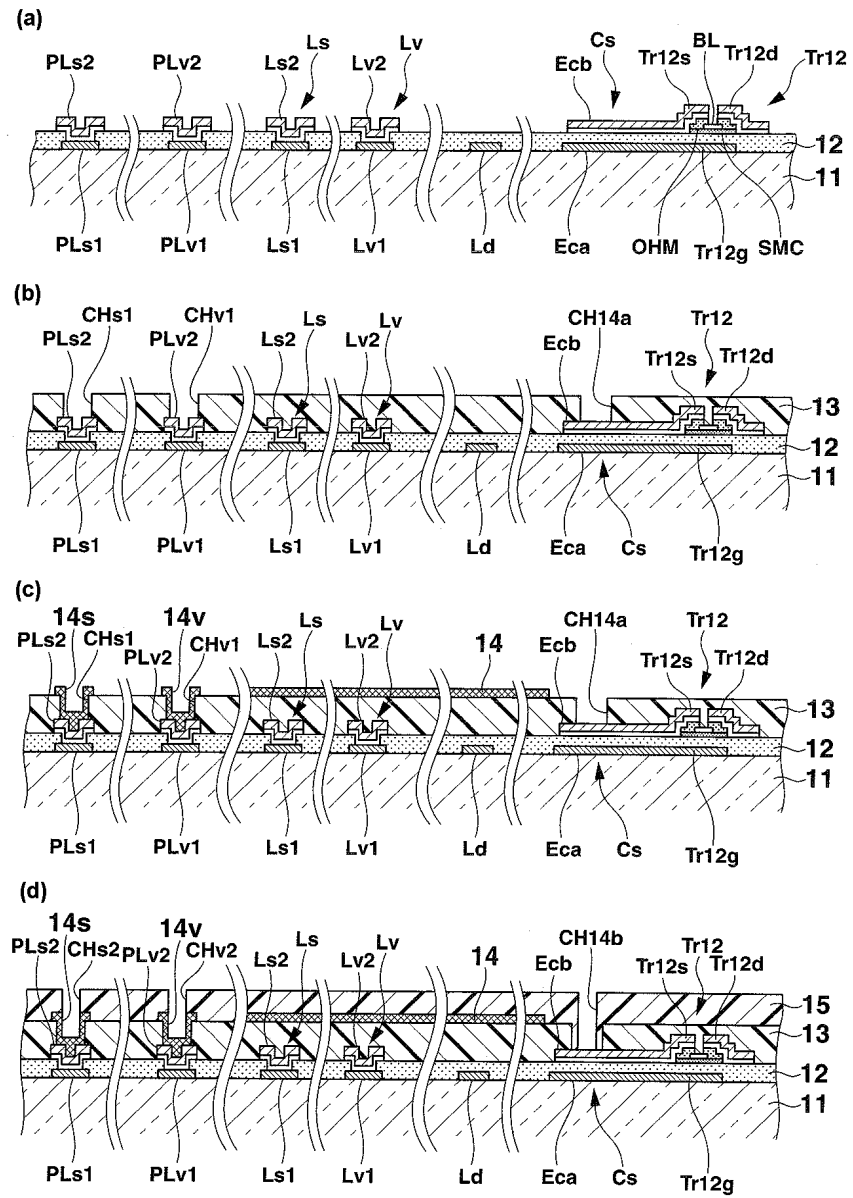 (a)
Ls Lv Cs BL
PLs2 PLv2 Ls2 Lv2 Ecb Tr12s Tr12d Tr12
12
11
PLs1 PLv1 Ls1 Lv1 Ld Eca OHM Tr12g SMC
(b)
CHs1 CHv1 Ls CH14a Tr12
PLs2 PLv2 Ls2 Lv2 Lv Ecb Tr12s Tr12d
13
12
11
PLs1 PLv1 Ls1 Lv1 Ld Eca Cs Tr12g
(c)
14s 14v Ls CH14a Tr12
PLs2 CHs1 PLv2 CHv1 Ls2 Lv2 Lv 14 Ecb Tr12s Tr12d
13
12
11
PLs1 PLv1 Ls1 Lv1 Ld Eca Cs Tr12g
(d)
14s 14v Ls CH14b Tr12
PLs2 CHs2 PLv2 CHv2 Ls2 Lv2 Lv 14 Ecb Tr12s Tr12d
15
13
12
11
PLs1 PLv1 Ls1 Lv1 Ld Eca Cs Tr12g